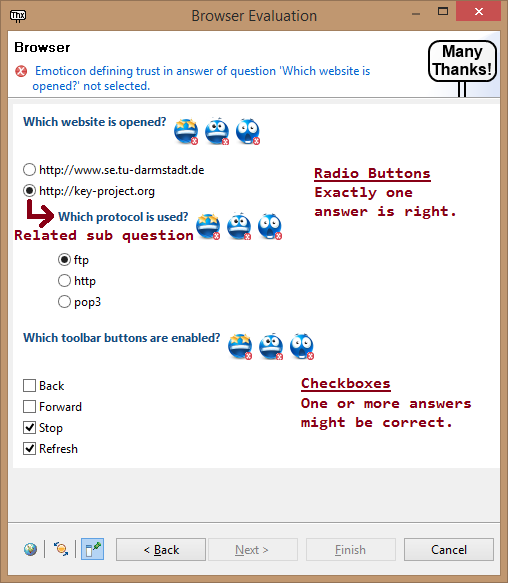 Thx
Browser Evaluation
Browser
Many
Thanks!
Emoticon defining trust in answer of question 'Which website is
opened?' not selected.
Which website is opened?
http://www.se.tu-darmstadt.de
http://key-project.org
Radio Buttons
Exactly one
answer is right.
Which protocol is used?
Related sub question
ftp
http
pop3
Which toolbar buttons are enabled?
Back
Forward
Stop
Refresh
Checkboxes
One or more answers
might be correct.
< Back
Next >
Finish
Cancel